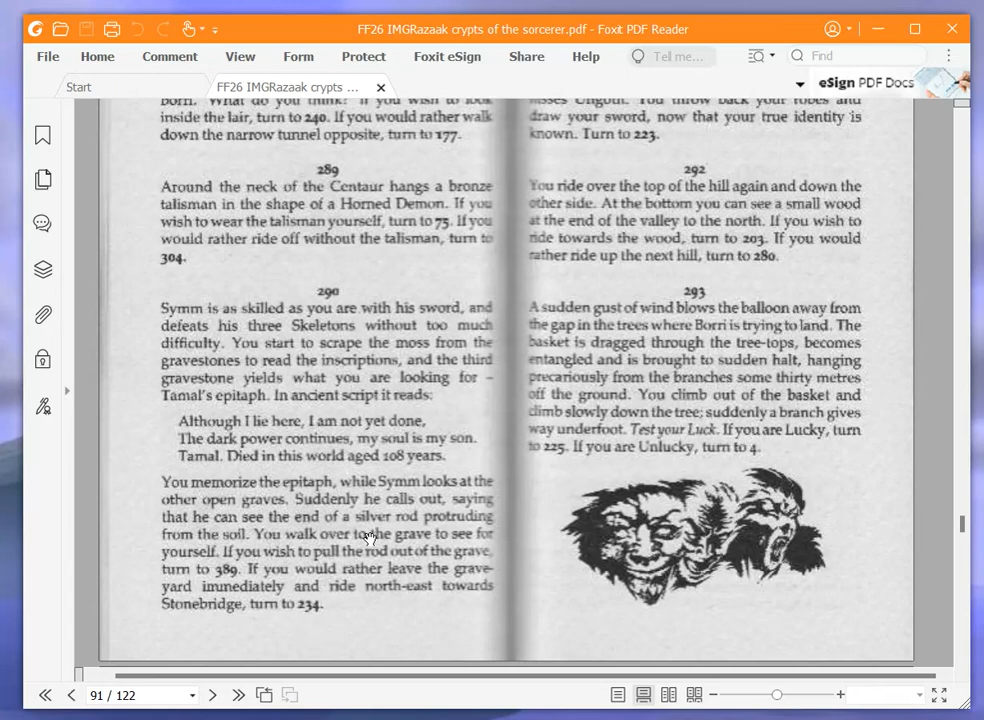 FF26 IMGRazaak crypts of the sorcerer.pdf - Foxit PDF Reader
File Home Comment View Form Protect Foxit eSign Share Help Tell me... Find
Start FF26 IMGRazaak crypts ... eSign PDF Docs
born. What do you think? If you wish to look
inside the lair, turn to 240. If you would rather walk
down the narrow tunnel opposite, turn to 177.
289
Around the neck of the Centaur hangs a bronze
talisman in the shape of a Horned Demon. If you
wish to wear the talisman yourself, turn to 75. If you
would rather ride off without the talisman, turn to
304.
290
Symm is as skilled as you are with his sword, and
defeats his three Skeletons without too much
difficulty. You start to scrape the moss from the
gravestones to read the inscriptions, and the third
gravestone yields what you are looking for –
Tamal's epitaph. In ancient script it reads:
Although I lie here, I am not yet done,
The dark power continues, my soul is my son.
Tamal. Died in this world aged 108 years.
You memorize the epitaph, while Symm looks at the
other open graves. Suddenly he calls out, saying
that he can see the end of a silver rod protruding
from the soil. You walk over to the grave to see for
yourself. If you wish to pull the rod out of the grave,
turn to 389. If you would rather leave the grave-
yard immediately and ride north-east towards
Stonebridge, turn to 234.
hisses Ungoul. You throw back your robes and
draw your sword, now that your true identity is
known. Turn to 223.
292
You ride over the top of the hill again and down the
other side. At the bottom you can see a small wood
at the end of the valley to the north. If you wish to
ride towards the wood, turn to 203. If you would
rather ride up the next hill, turn to 280.
293
A sudden gust of wind blows the balloon away from
the gap in the trees where Borri is trying to land. The
basket is dragged through the tree-tops, becomes
entangled and is brought to sudden halt, hanging
precariously from the branches some thirty metres
off the ground. You climb out of the basket and
climb slowly down the tree; suddenly a branch gives
way underfoot. Test your Luck. If you are Lucky, turn
to 225. If you are Unlucky, turn to 4.
91 / 122